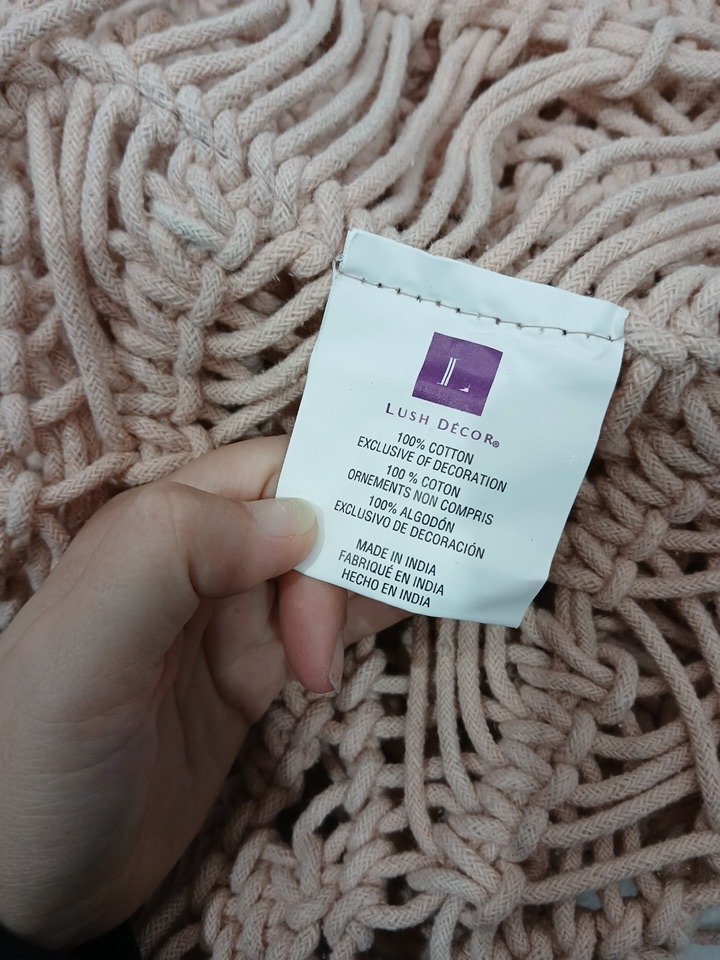 L
LUSH DÉCOR®
100% COTTON
EXCLUSIVE OF DECORATION
100 % COTON
ORNEMENTS NON COMPRIS
100% ALGODÓN
EXCLUSIVO DE DECORACIÓN
MADE IN INDIA
FABRIQUÉ EN INDIA
HECHO EN INDIA